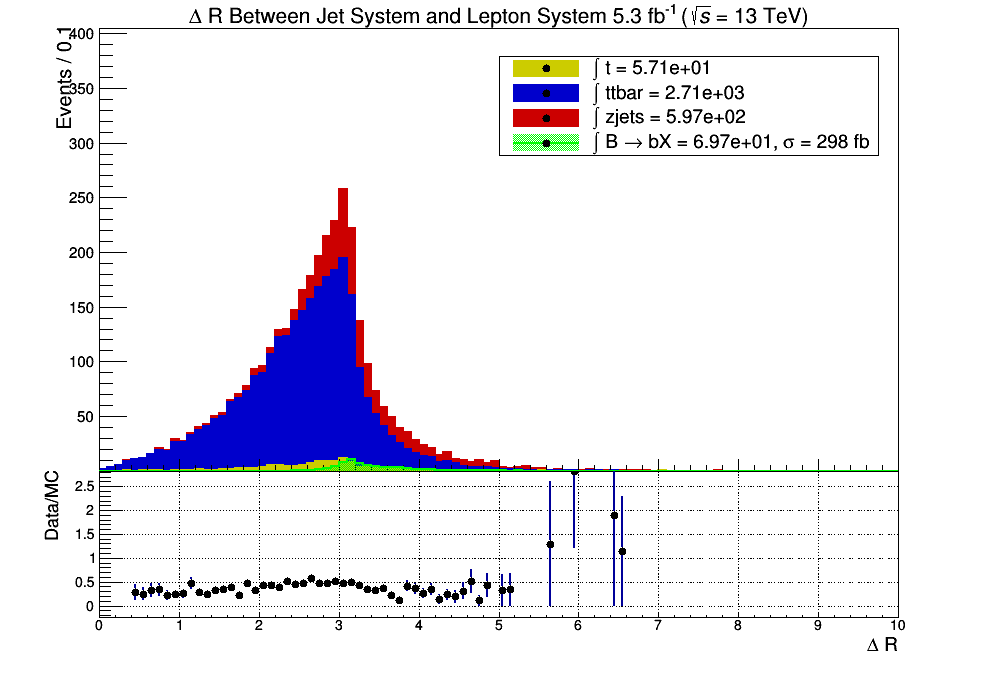 Δ R Between Jet System and Lepton System 5.3 fb⁻¹ (√s = 13 TeV)
Events / 0.1
400
350
300
250
200
150
100
50
∫ t = 5.71e+01
∫ ttbar = 2.71e+03
∫ zjets = 5.97e+02
∫ B → bX = 6.97e+01, σ = 298 fb
Data/MC
2.5
2
1.5
1
0.5
0
0 1 2 3 4 5 6 7 8 9 10
Δ R